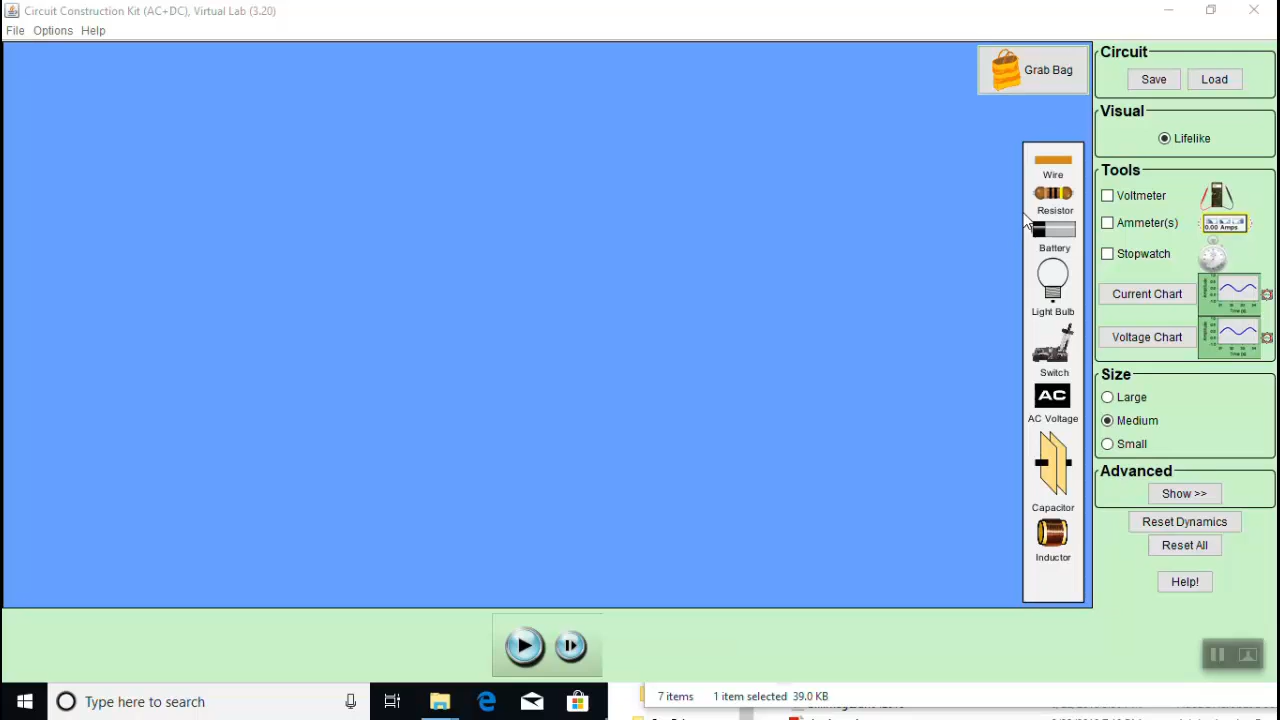 Circuit Construction Kit (AC+DC), Virtual Lab (3.20)
File Options Help
Grab Bag
Wire
Resistor
Battery
Light Bulb
Switch
AC
AC Voltage
Capacitor
Inductor
Circuit
Save Load
Visual
Lifelike
Tools
Voltmeter
Ammeter(s)
0.00 Amps
Stopwatch
Current Chart
Voltage Chart
Size
Large
Medium
Small
Advanced
Show >>
Reset Dynamics
Reset All
Help!
Type here to search
7 items 1 item selected 39.0 KB